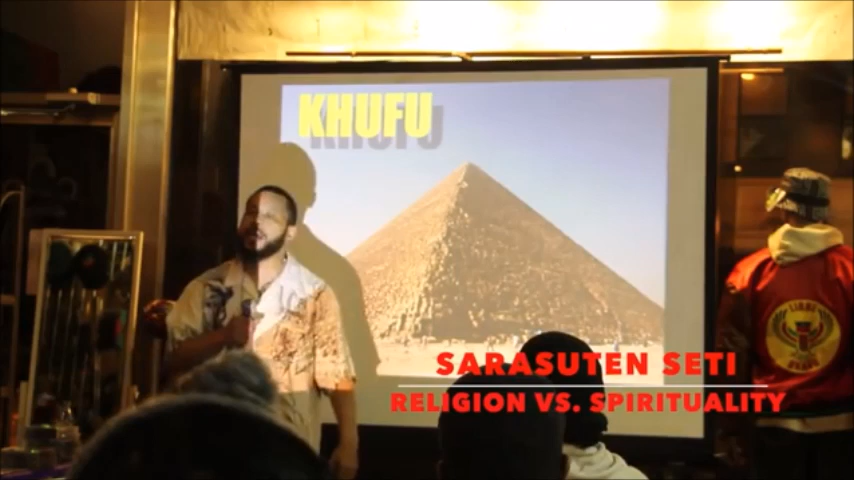 KHUFU
SARASUTEN SETI
RELIGION VS. SPIRITUALITY